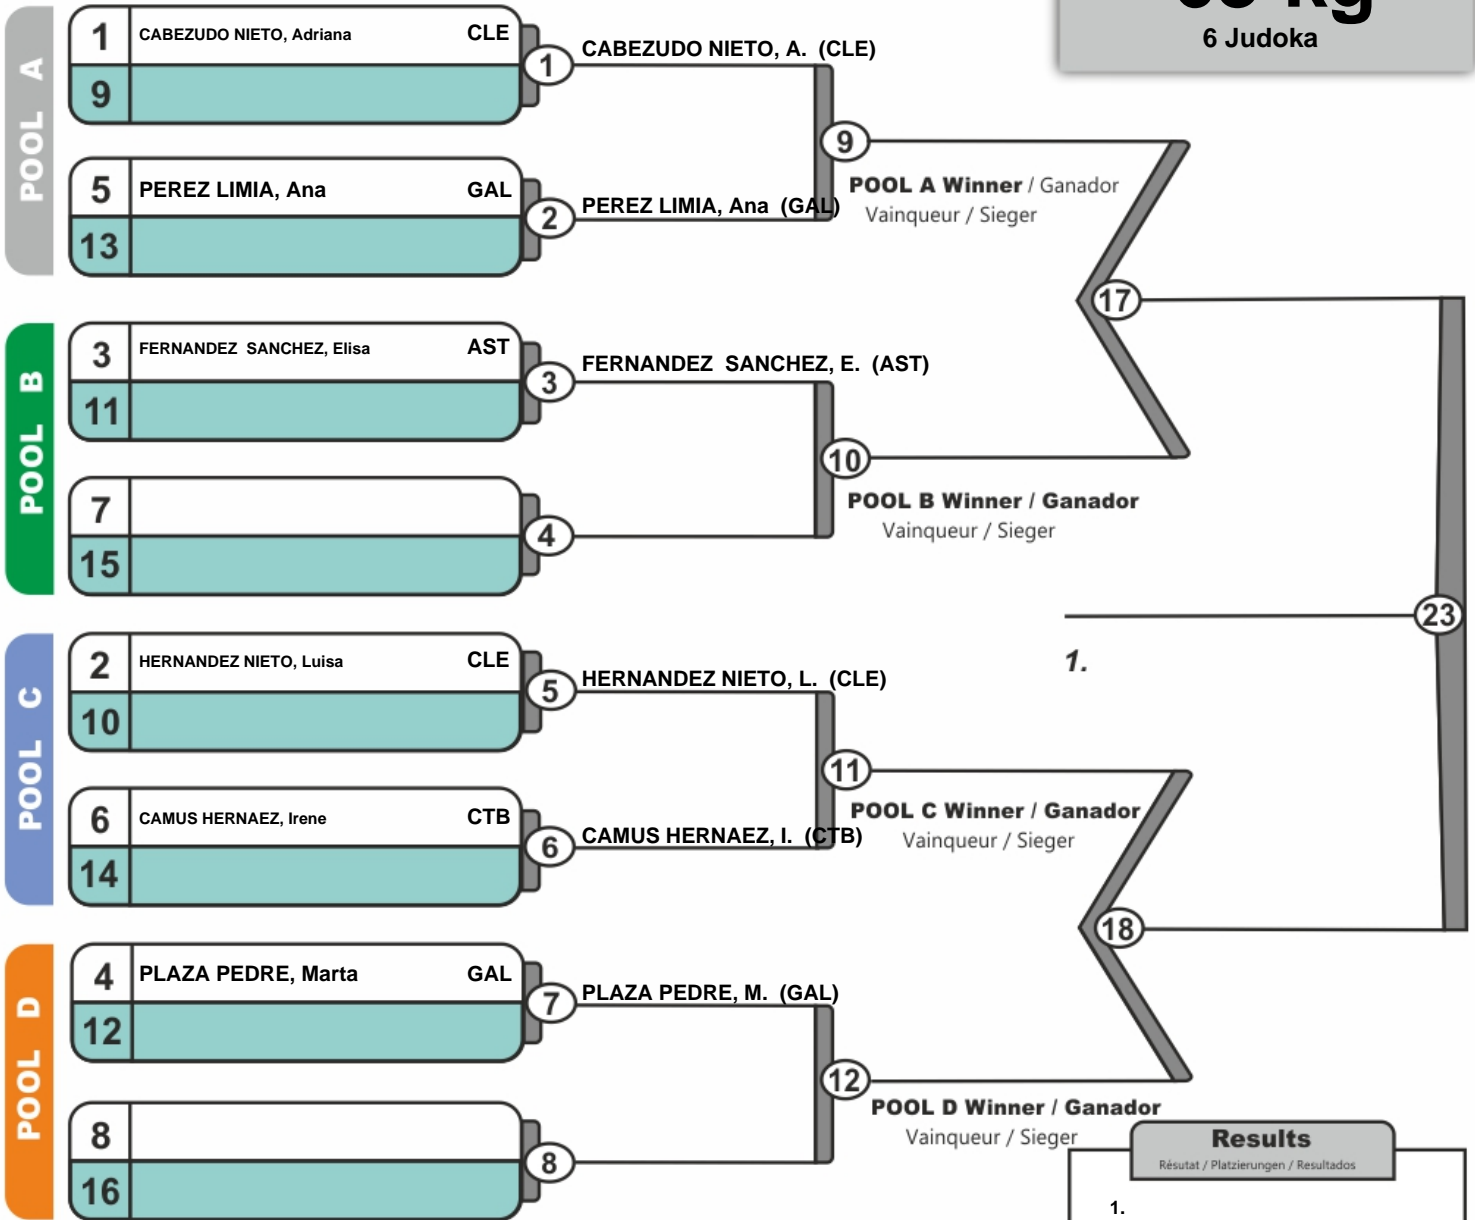 6 Judoka
POOL A
1 CABEZUDO NIETO, Adriana CLE
9
1
CABEZUDO NIETO, A. (CLE)
5 PEREZ LIMIA, Ana GAL
13
2
PEREZ LIMIA, Ana (GAL)
9
POOL A Winner / Ganador
Vainqueur / Sieger
17
POOL B
3 FERNANDEZ SANCHEZ, Elisa AST
11
3
FERNANDEZ SANCHEZ, E. (AST)
7
15
4
10
POOL B Winner / Ganador
Vainqueur / Sieger
23
1.
POOL C
2 HERNANDEZ NIETO, Luisa CLE
10
5
HERNANDEZ NIETO, L. (CLE)
6 CAMUS HERNAEZ, Irene CTB
14
6
CAMUS HERNAEZ, I. (CTB)
11
POOL C Winner / Ganador
Vainqueur / Sieger
18
POOL D
4 PLAZA PEDRE, Marta GAL
12
7
PLAZA PEDRE, M. (GAL)
8
16
8
12
POOL D Winner / Ganador
Vainqueur / Sieger
Results
Résutat / Platzierungen / Resultados
1.